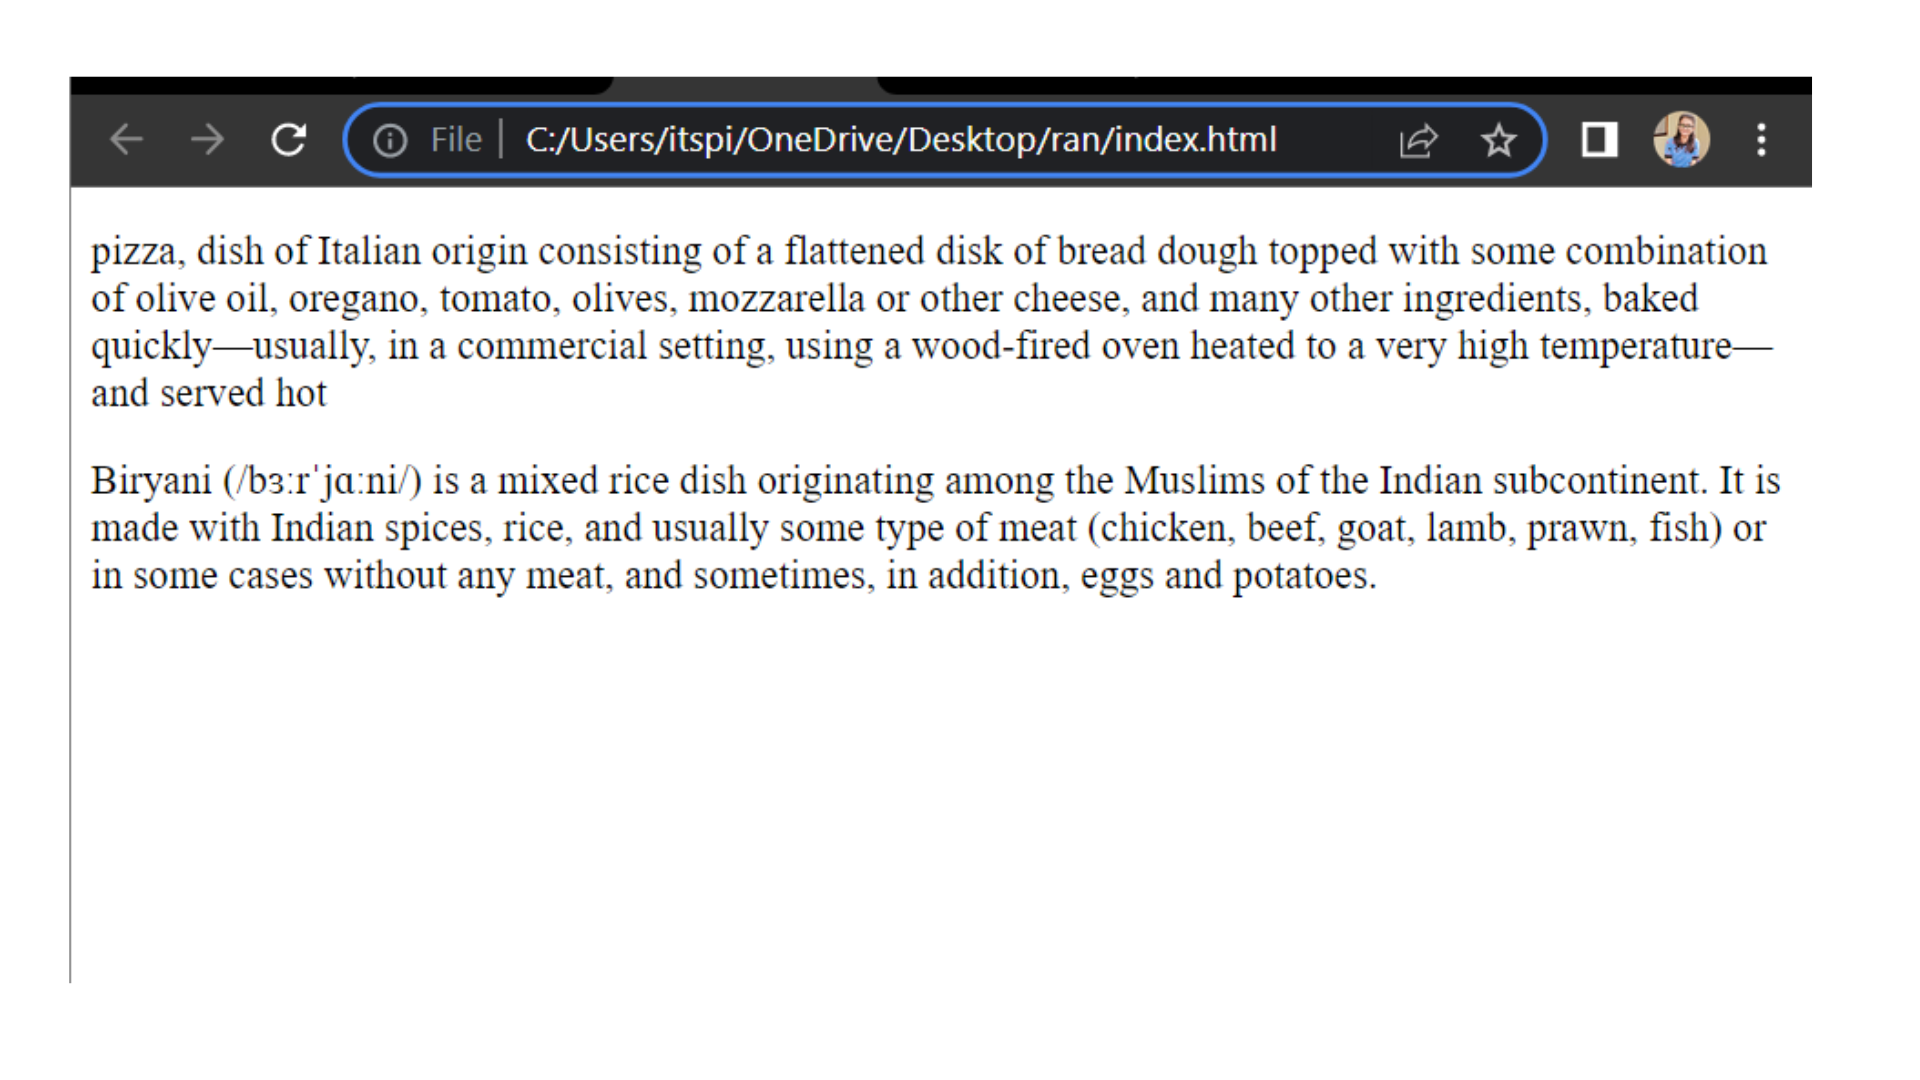 File | C:/Users/itspi/OneDrive/Desktop/ran/index.html
pizza, dish of Italian origin consisting of a flattened disk of bread dough topped with some combination
of olive oil, oregano, tomato, olives, mozzarella or other cheese, and many other ingredients, baked
quickly—usually, in a commercial setting, using a wood-fired oven heated to a very high temperature—
and served hot
Biryani (/bɜːrˈjɑːni/) is a mixed rice dish originating among the Muslims of the Indian subcontinent. It is
made with Indian spices, rice, and usually some type of meat (chicken, beef, goat, lamb, prawn, fish) or
in some cases without any meat, and sometimes, in addition, eggs and potatoes.